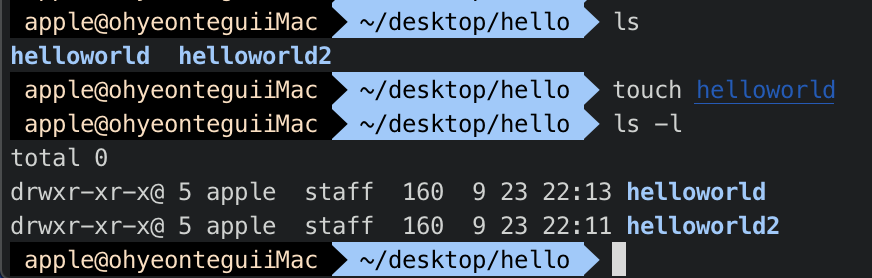 apple@ohyeonteguiiMac ~/desktop/hello ls
helloworld helloworld2
apple@ohyeonteguiiMac ~/desktop/hello touch helloworld
apple@ohyeonteguiiMac ~/desktop/hello ls -l
total 0
drwxr-xr-x@ 5 apple staff 160 9 23 22:13 helloworld
drwxr-xr-x@ 5 apple staff 160 9 23 22:11 helloworld2
apple@ohyeonteguiiMac ~/desktop/hello